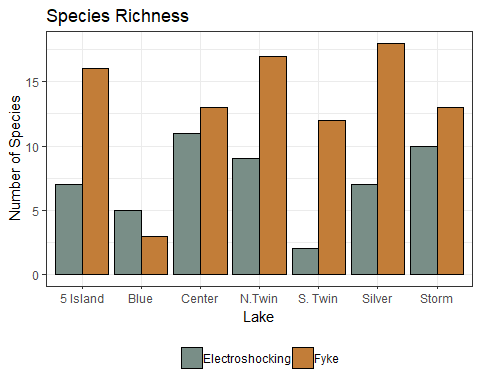 Species Richness
Number of Species
15
10
5
0
5 Island Blue Center N.Twin S. Twin Silver Storm
Lake
Electroshocking Fyke